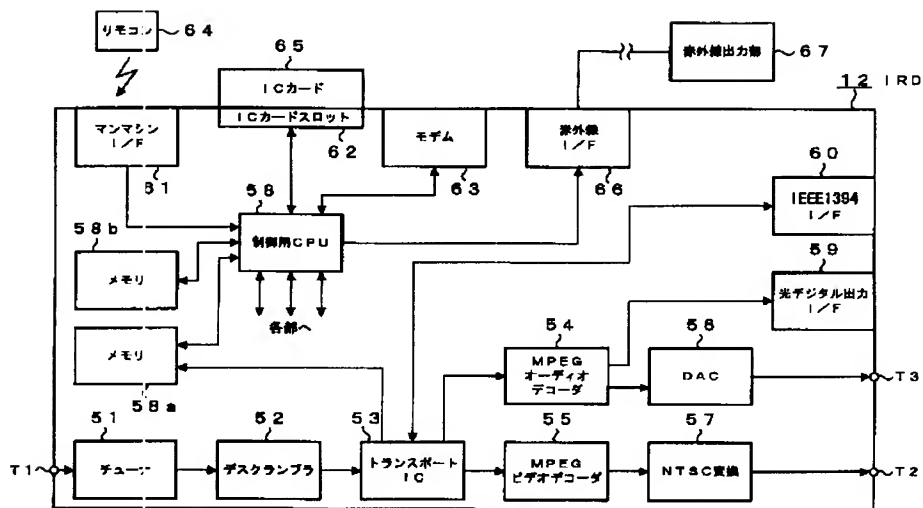 リモコン
64
65
ICカード
ICカードスロット
62
赤外線出力部
67
12 IRD
マンマシン
I/F
61
モデム
63
赤外線
I/F
66
60
IEEE1394
I/F
58
制御用CPU
58b
メモリ
各部へ
59
光デジタル出力
I/F
メモリ
58a
54
MPEG
オーディオ
デコーダ
56
DAC
T3
51
チューナ
T1
52
デスクランブラ
53
トランスポート
IC
55
MPEG
ビデオデコーダ
57
NTSC変換
T2